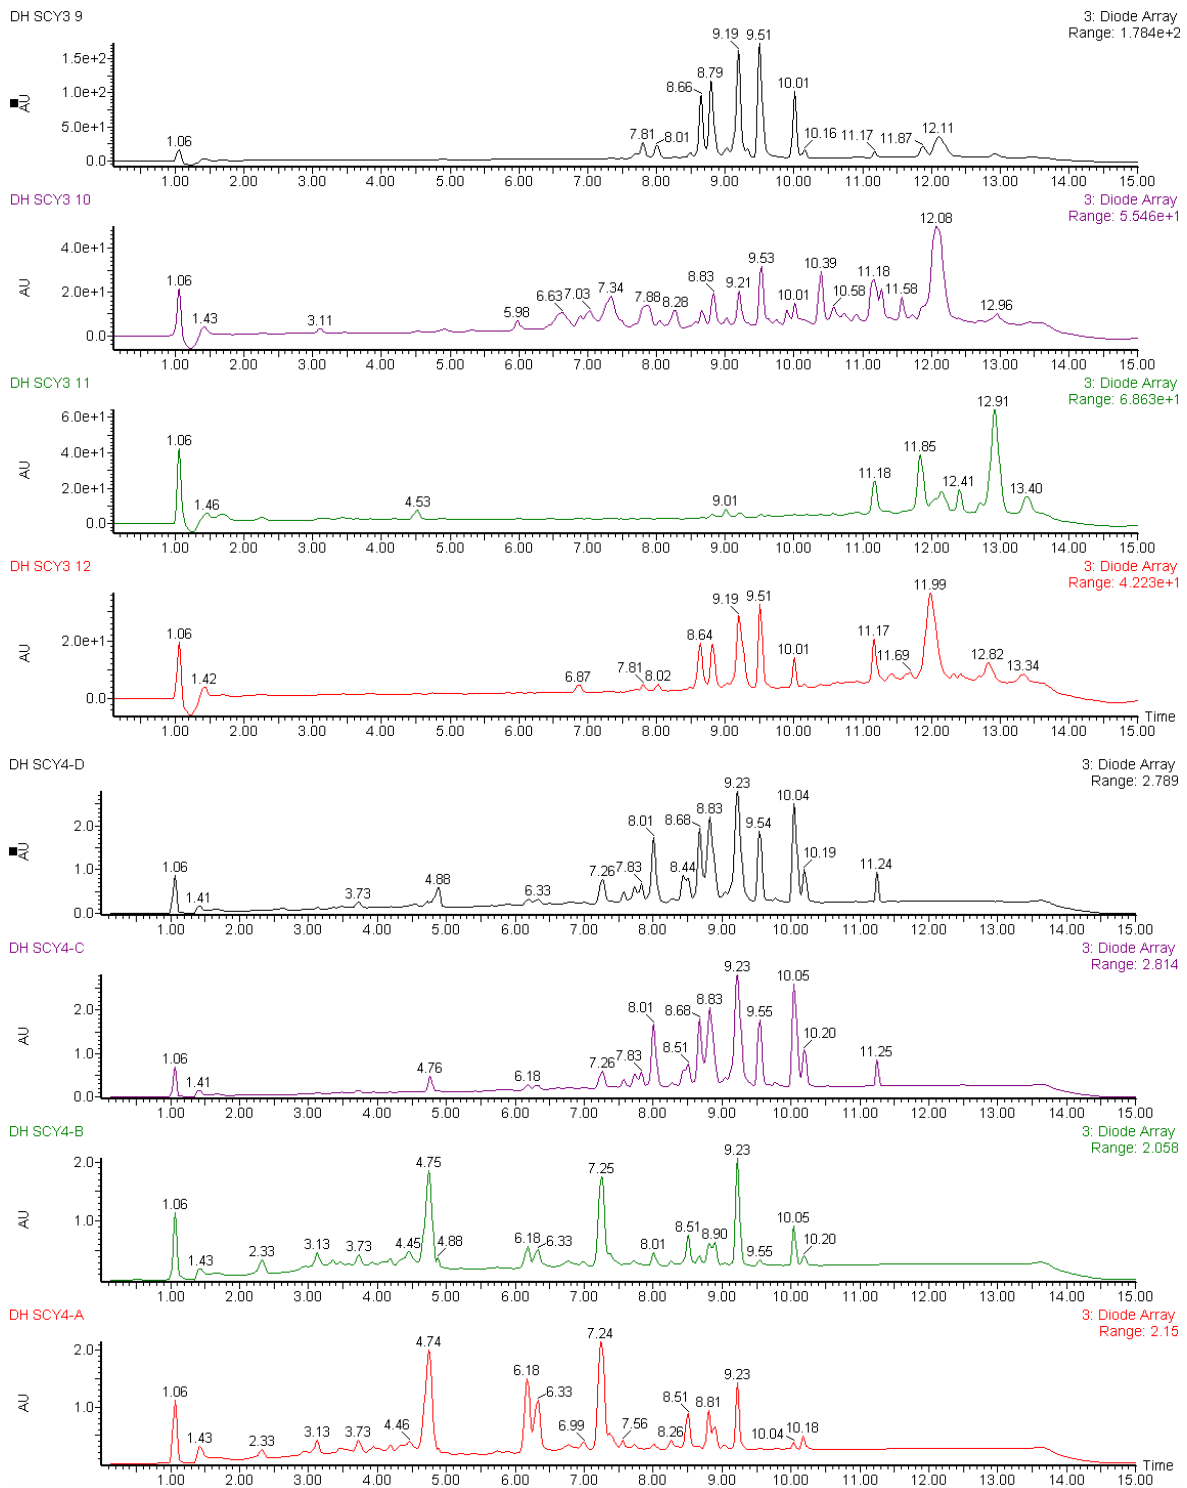 DH SCY3 9
3: Diode Array
Range: 1.784e+2
AU
1.5e+2
1.0e+2
5.0e+1
0.0
1.06 7.81 8.01 8.66 8.79 9.19 9.51 10.01 10.16 11.17 11.87 12.11
1.00 2.00 3.00 4.00 5.00 6.00 7.00 8.00 9.00 10.00 11.00 12.00 13.00 14.00 15.00
DH SCY3 10
3: Diode Array
Range: 5.546e+1
AU
4.0e+1
2.0e+1
0.0
1.06 1.43 3.11 5.98 6.63 7.03 7.34 7.88 8.28 8.83 9.21 9.53 10.01 10.39 10.58 11.18 11.58 12.08 12.96
1.00 2.00 3.00 4.00 5.00 6.00 7.00 8.00 9.00 10.00 11.00 12.00 13.00 14.00 15.00
DH SCY3 11
3: Diode Array
Range: 6.863e+1
AU
6.0e+1
4.0e+1
2.0e+1
0.0
1.06 1.46 4.53 9.01 11.18 11.85 12.41 12.91 13.40
1.00 2.00 3.00 4.00 5.00 6.00 7.00 8.00 9.00 10.00 11.00 12.00 13.00 14.00 15.00
DH SCY3 12
3: Diode Array
Range: 4.223e+1
AU
2.0e+1
0.0
1.06 1.42 6.87 7.81 8.02 8.64 9.19 9.51 10.01 11.17 11.69 11.99 12.82 13.34
Time
1.00 2.00 3.00 4.00 5.00 6.00 7.00 8.00 9.00 10.00 11.00 12.00 13.00 14.00 15.00
DH SCY4-D
3: Diode Array
Range: 2.789
AU
2.0
1.0
0.0
1.06 1.41 3.73 4.88 6.33 7.26 7.83 8.01 8.44 8.68 8.83 9.23 9.54 10.04 10.19 11.24
1.00 2.00 3.00 4.00 5.00 6.00 7.00 8.00 9.00 10.00 11.00 12.00 13.00 14.00 15.00
DH SCY4-C
3: Diode Array
Range: 2.814
AU
2.0
1.0
0.0
1.06 1.41 4.76 6.18 7.26 7.83 8.01 8.51 8.68 8.83 9.23 9.55 10.05 10.20 11.25
1.00 2.00 3.00 4.00 5.00 6.00 7.00 8.00 9.00 10.00 11.00 12.00 13.00 14.00 15.00
DH SCY4-B
3: Diode Array
Range: 2.058
AU
2.0
1.0
1.06 1.43 2.33 3.13 3.73 4.45 4.75 4.88 6.18 6.33 7.25 8.01 8.51 8.90 9.23 9.55 10.05 10.20
1.00 2.00 3.00 4.00 5.00 6.00 7.00 8.00 9.00 10.00 11.00 12.00 13.00 14.00 15.00
DH SCY4-A
3: Diode Array
Range: 2.15
AU
2.0
1.0
1.06 1.43 2.33 3.13 3.73 4.46 4.74 6.18 6.33 6.99 7.24 7.56 8.26 8.51 8.81 9.23 10.04 10.18
Time
1.00 2.00 3.00 4.00 5.00 6.00 7.00 8.00 9.00 10.00 11.00 12.00 13.00 14.00 15.00